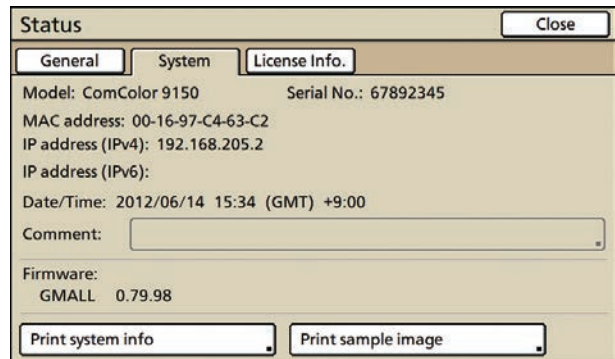 Status Close
General System License Info.
Model: ComColor 9150 Serial No.: 67892345
MAC address: 00-16-97-C4-63-C2
IP address (IPv4): 192.168.205.2
IP address (IPv6):
Date/Time: 2012/06/14 15:34 (GMT) +9:00
Comment:
Firmware:
GMALL 0.79.98
Print system info Print sample image